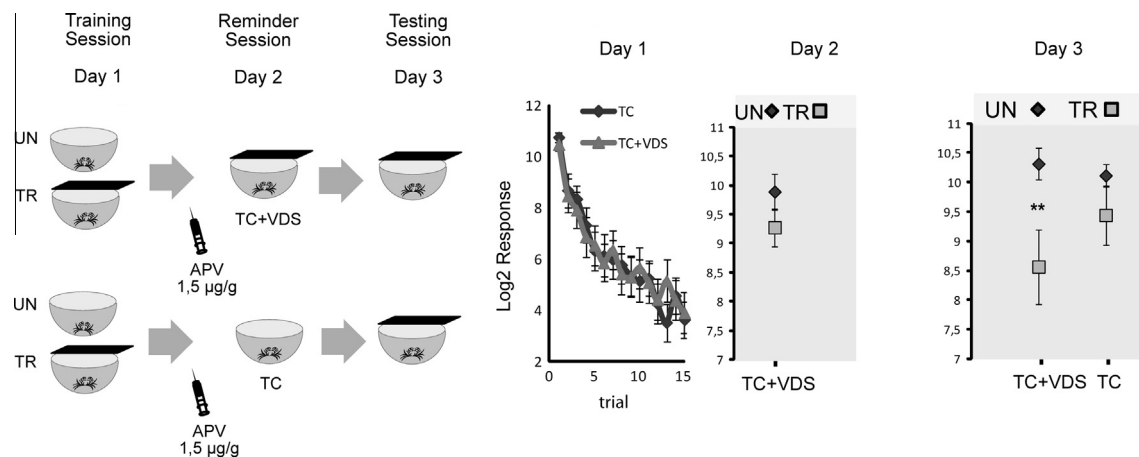 Training
Session
Day 1
Reminder
Session
Day 2
Testing
Session
Day 3
UN
TR
TC+VDS
APV
1,5 µg/g
UN
TR
TC
APV
1,5 µg/g
Day 1
12
10
8
6
4
2
0
5
10
15
Log2 Response
trial
TC
TC+VDS
Day 2
UN TR
11
10,5
10
9,5
9
8,5
8
7,5
7
TC+VDS
Day 3
UN TR
11
10,5
10
9,5
9
8,5
8
7,5
7
**
TC+VDS TC